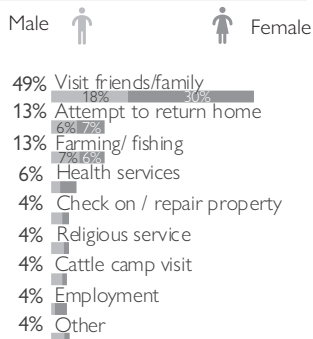 Male Female
49% Visit friends/family
18% 30%
13% Attempt to return home
6% 7%
13% Farming/ fishing
7% 6%
6% Health services
4% Check on / repair property
4% Religious service
4% Cattle camp visit
4% Employment
4% Other